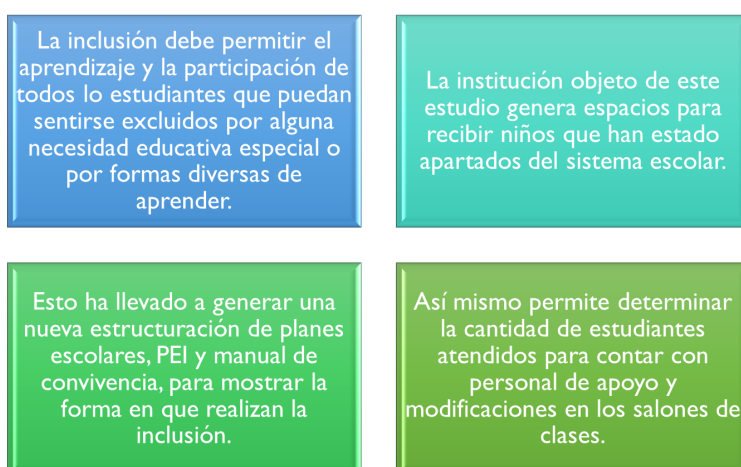 La inclusión debe permitir el
aprendizaje y la participación de
todos lo estudiantes que puedan
sentirse excluidos por alguna
necesidad educativa especial o
por formas diversas de
aprender.
La institución objeto de este
estudio genera espacios para
recibir niños que han estado
apartados del sistema escolar.
Esto ha llevado a generar una
nueva estructuración de planes
escolares, PEI y manual de
convivencia, para mostrar la
forma en que realizan la
inclusión.
Así mismo permite determinar
la cantidad de estudiantes
atendidos para contar con
personal de apoyo y
modificaciones en los salones de
clases.